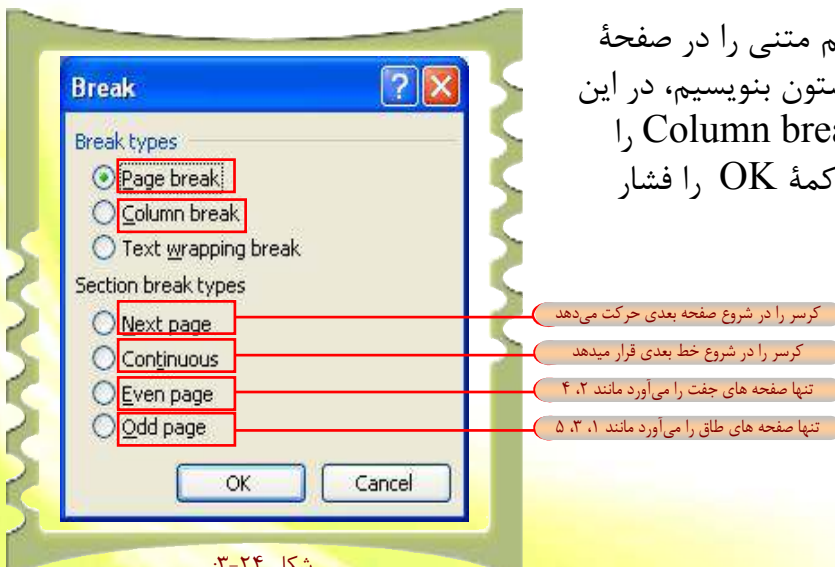 متنی را در صفحهٔ
بنویسیم، در این
Column را
OK را فشار
Break
Break types
Page break
Column break
Text wrapping break
Section break types
Next page
Continuous
Even page
Odd page
OK
Cancel
کرسر را در شروع صفحه بعدی حرکت می‌دهد
کرسر را در شروع خط بعدی قرار میدهد
تنها صفحه های جفت را می‌آورد مانند ۲، ۴
تنها صفحه های طاق را می‌آورد مانند ۱، ۳، ۵
شکل ۲۴-۳: